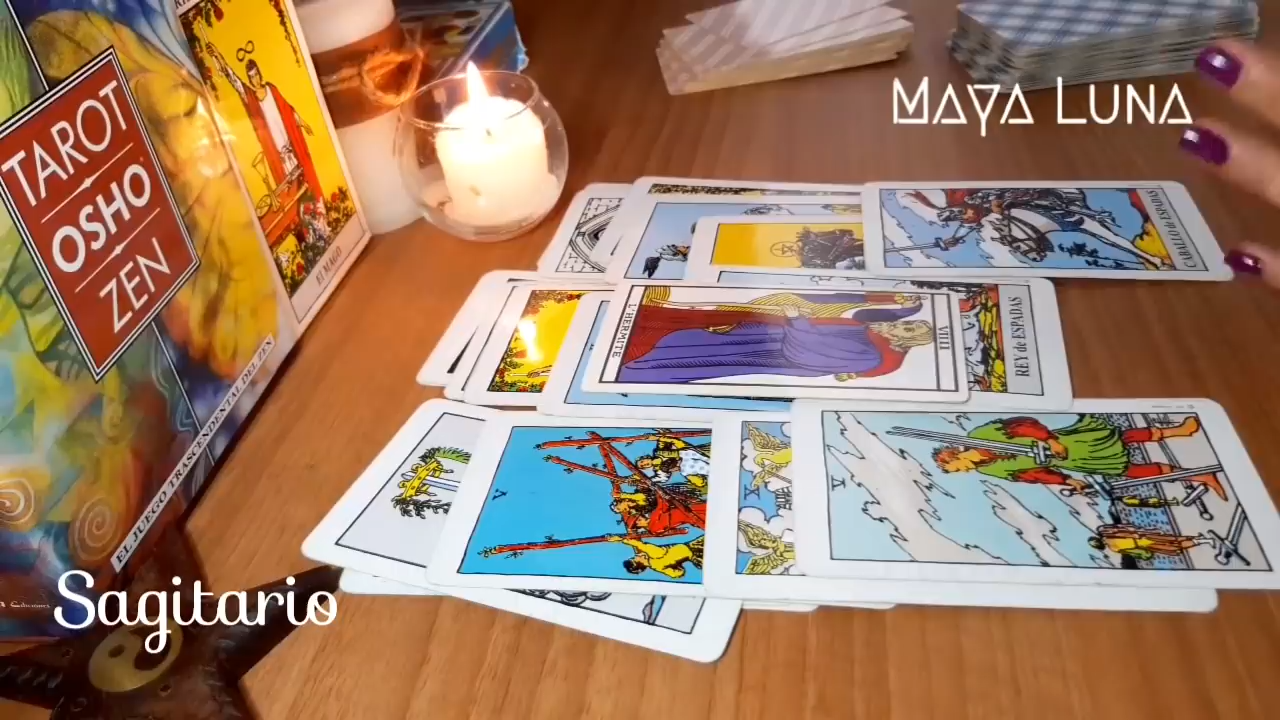 TAROT
OSHO
ZEN
EL JUEGO TRASCENDENTAL DEL ZEN
EL MAGO
MAYA LUNA
CABALLO de ESPADAS
L'HERMITE
VIIII
REY de ESPADAS
V
X
V
Sagitario